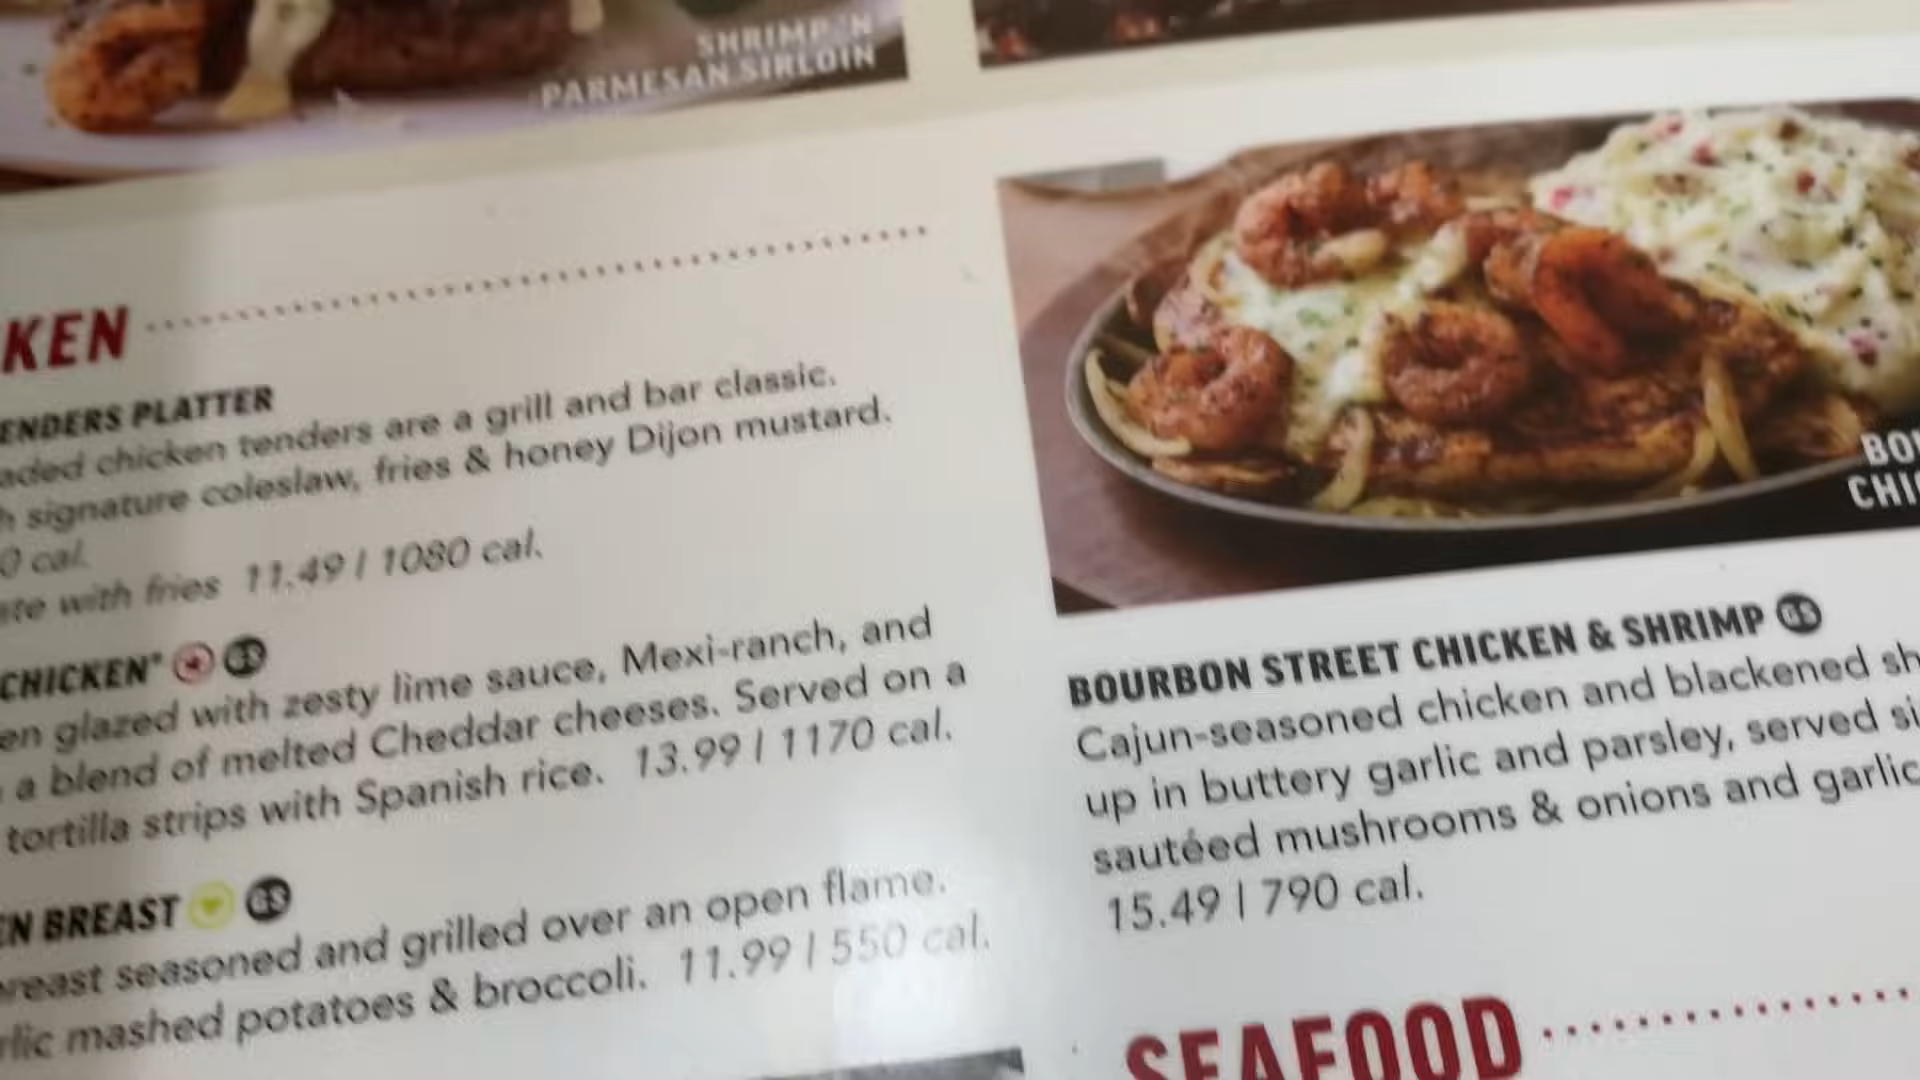 SHRIMP 'N
PARMESAN SIRLOIN
KEN
ENDERS PLATTER
aded chicken tenders are a grill and bar classic.
h signature coleslaw, fries & honey Dijon mustard.
0 cal.
te with fries 11.49 | 1080 cal.
CHICKEN®
en glazed with zesty lime sauce, Mexi-ranch, and
a blend of melted Cheddar cheeses. Served on a
tortilla strips with Spanish rice. 13.99 | 1170 cal.
EN BREAST
reast seasoned and grilled over an open flame.
rlic mashed potatoes & broccoli. 11.99 | 550 cal.
BOU
CHIC
BOURBON STREET CHICKEN & SHRIMP GS
Cajun-seasoned chicken and blackened sh
up in buttery garlic and parsley, served si
sautéed mushrooms & onions and garlic
15.49 | 790 cal.
SEAFOOD